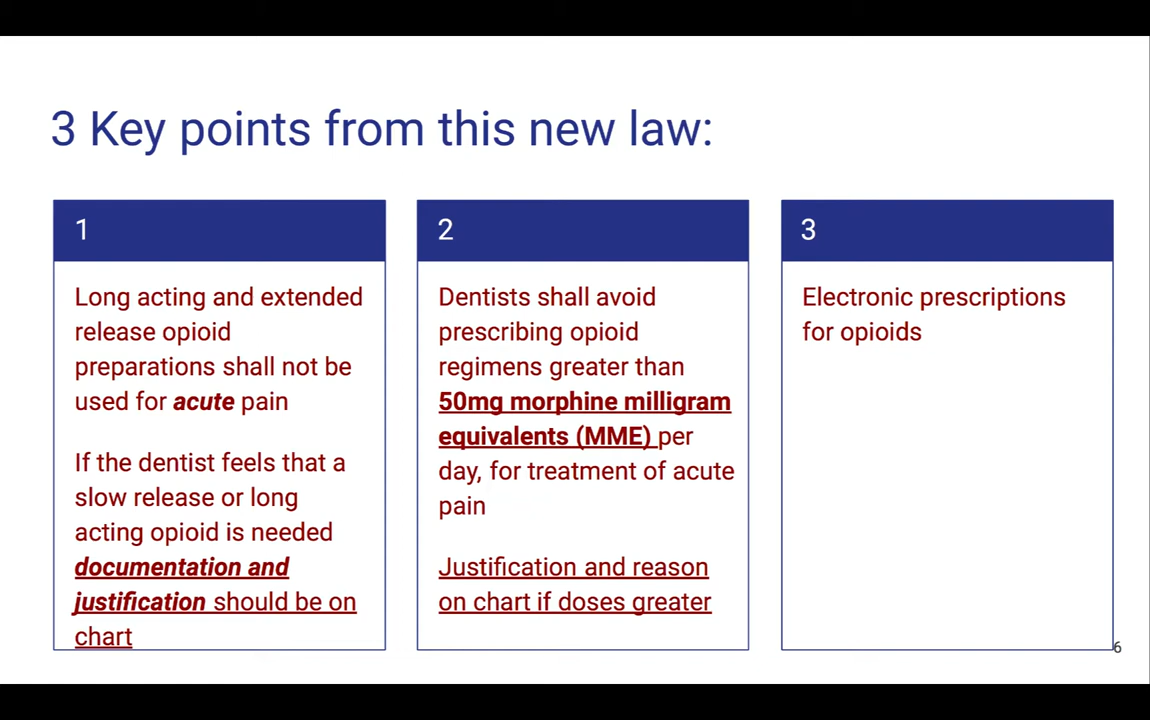 3 Key points from this new law:
1
Long acting and extended
release opioid
preparations shall not be
used for acute pain
If the dentist feels that a
slow release or long
acting opioid is needed
documentation and
justification should be on
chart
2
Dentists shall avoid
prescribing opioid
regimens greater than
50mg morphine milligram
equivalents (MME) per
day, for treatment of acute
pain
Justification and reason
on chart if doses greater
3
Electronic prescriptions
for opioids
6